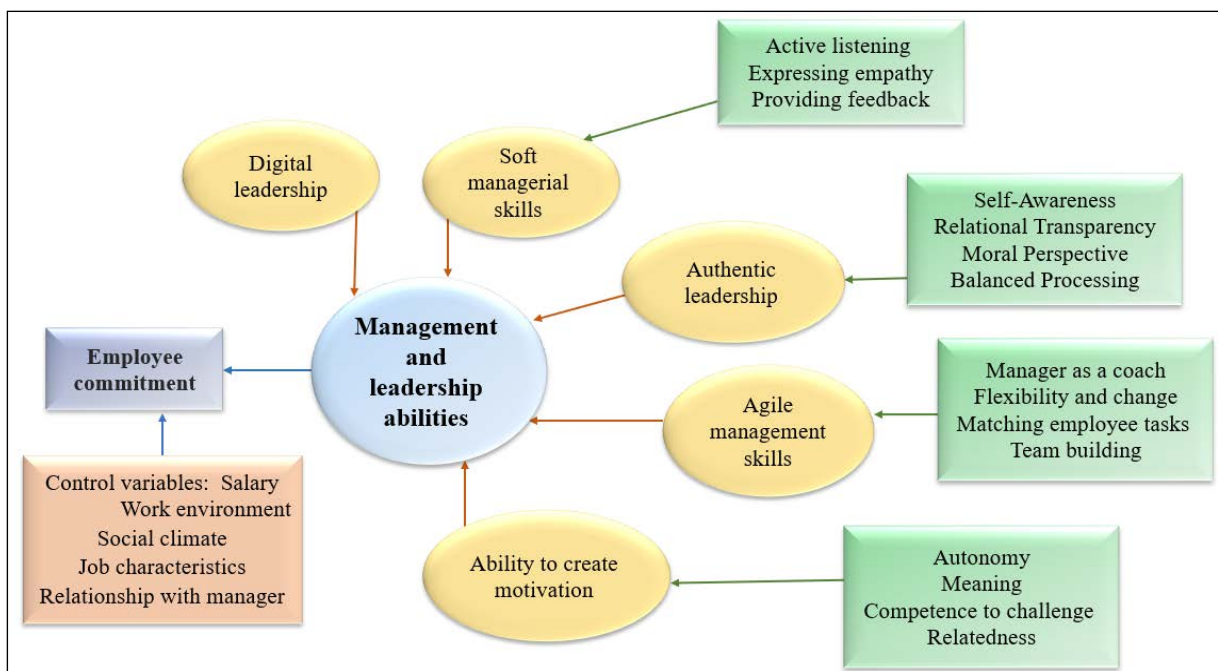 Active listening
Expressing empathy
Providing feedback
Digital
leadership
Soft
managerial
skills
Self-Awareness
Relational Transparency
Moral Perspective
Balanced Processing
Authentic
leadership
Management
and
leadership
abilities
Employee
commitment
Manager as a coach
Flexibility and change
Matching employee tasks
Team building
Agile
management
skills
Control variables: Salary
Work environment
Social climate
Job characteristics
Relationship with manager
Ability to create
motivation
Autonomy
Meaning
Competence to challenge
Relatedness